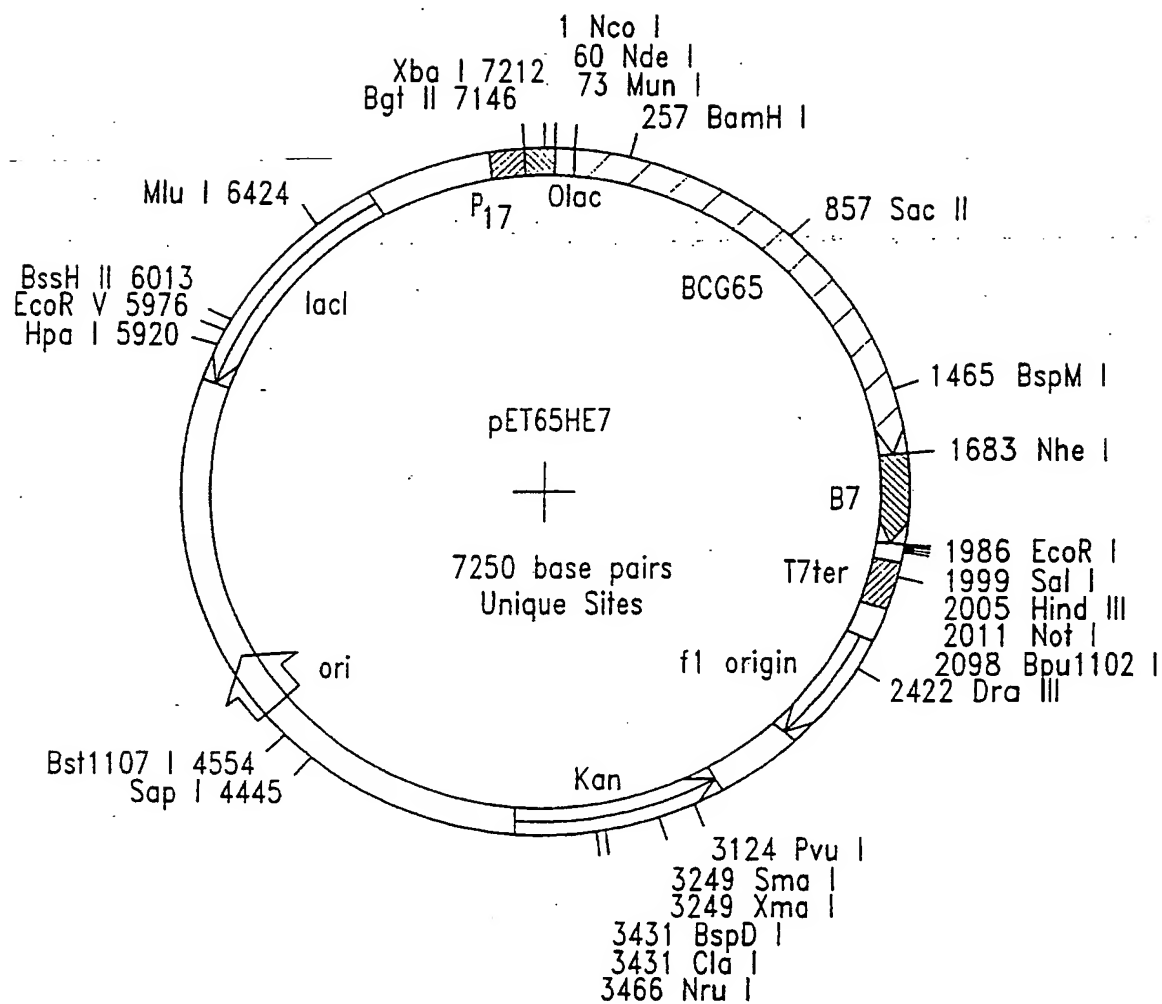 1 Nco I
60 Nde I
Xba I 7212
73 Mun I
Bgt II 7146
257 BamH I
Mlu I 6424
P17
Olac
857 Sac II
BssH II 6013
EcoR V 5976
Hpa I 5920
lacI
BCG65
1465 BspM I
pET65HE7
1683 Nhe I
B7
7250 base pairs
Unique Sites
T7ter
1986 EcoR I
1999 Sal I
2005 Hind III
2011 Not I
2098 Bpu1102 I
2422 Dra III
f1 origin
ori
Bst1107 I 4554
Sap I 4445
Kan
3124 Pvu I
3249 Sma I
3249 Xma I
3431 BspD I
3431 Cla I
3466 Nru I